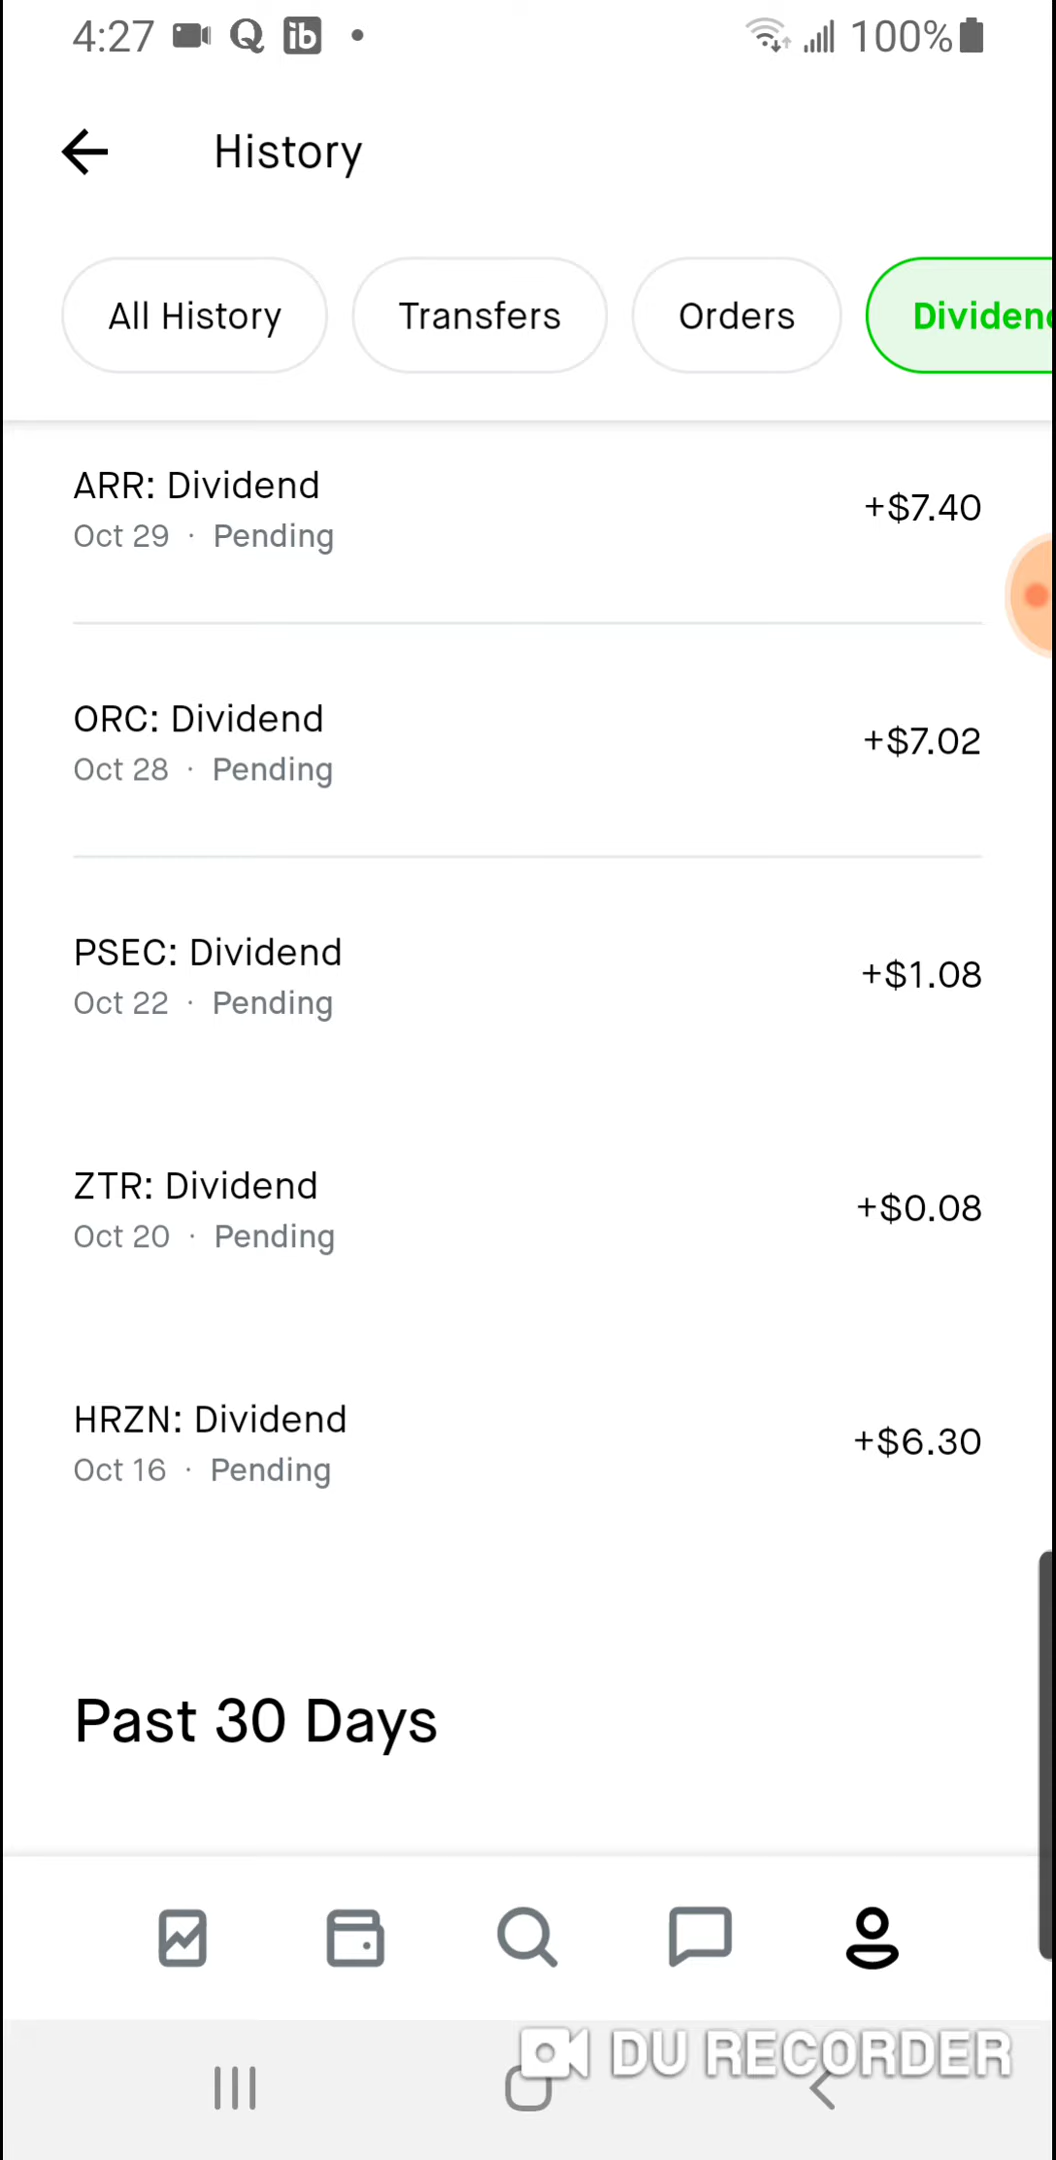 4:27 Q ib • 100%
History
All History Transfers Orders Dividend
ARR: Dividend
+$7.40
Oct 29 · Pending
ORC: Dividend
+$7.02
Oct 28 · Pending
PSEC: Dividend
+$1.08
Oct 22 · Pending
ZTR: Dividend
+$0.08
Oct 20 · Pending
HRZN: Dividend
+$6.30
Oct 16 · Pending
Past 30 Days
DU RECORDER